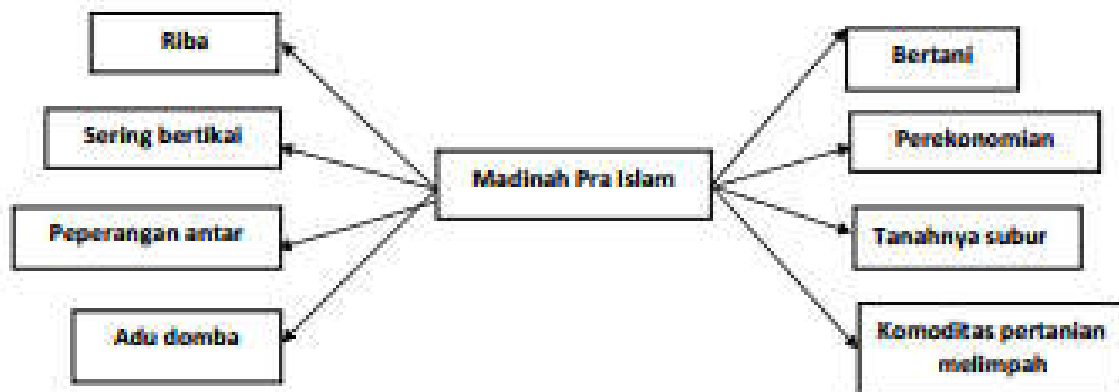 Riba
Sering bertikai
Peperangan antar
Adu domba
Madinah Pra Islam
Bertani
Perekonomian
Tanahnya subur
Komoditas pertanian
melimpah